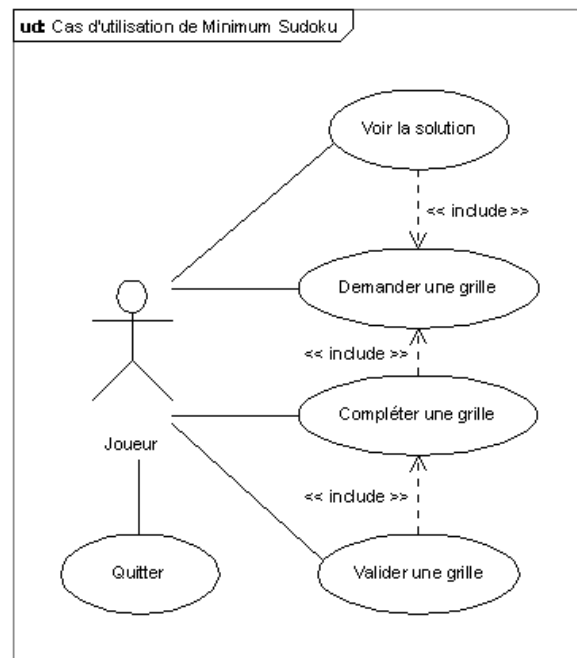 uct Cas d'utilisation de Minimum Sudoku
Voir la solution
<< include >>
Demander une grille
<< include >>
Compléter une grille
Joueur
<< include >>
Quitter
Valider une grille